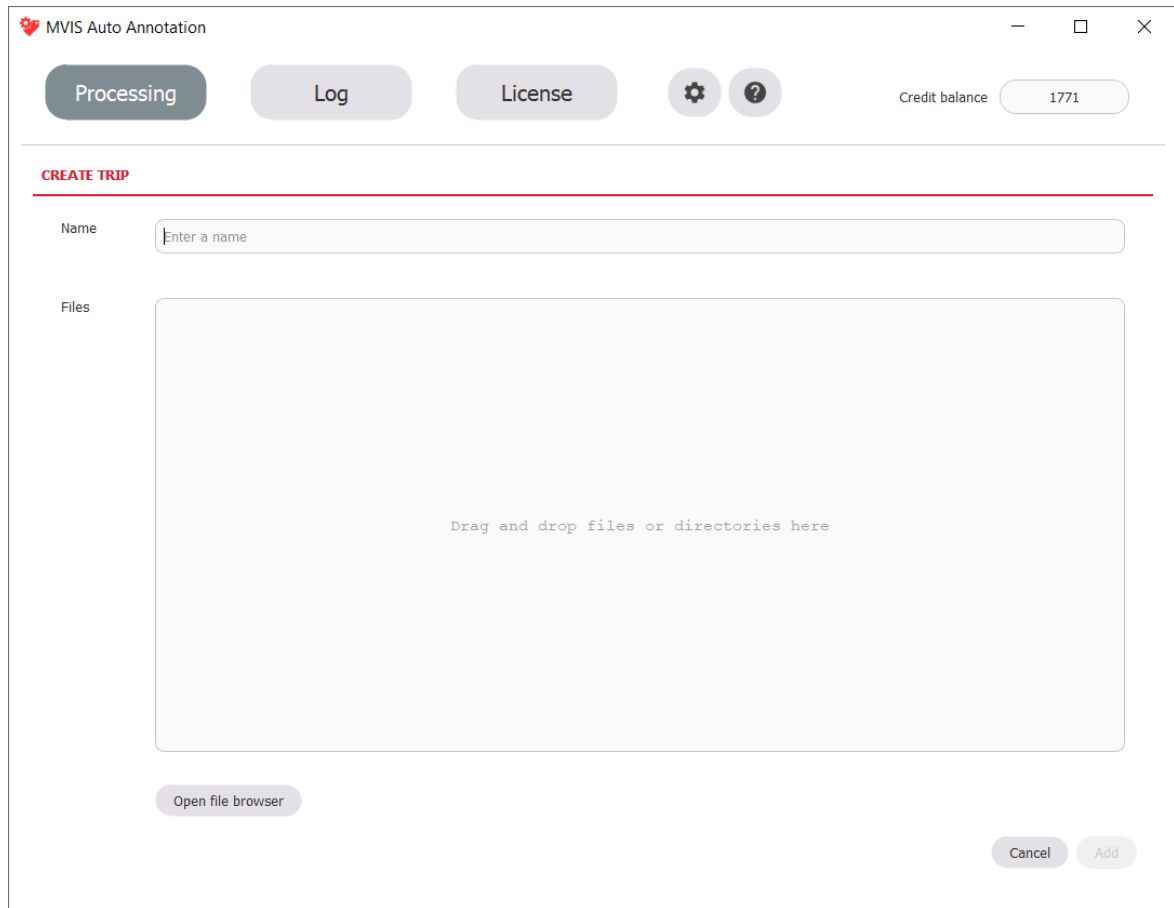 MVIS Auto Annotation
Processing
Log
License
Credit balance
1771
CREATE TRIP
Name
Enter a name
Files
Drag and drop files or directories here
Open file browser
Cancel
Add